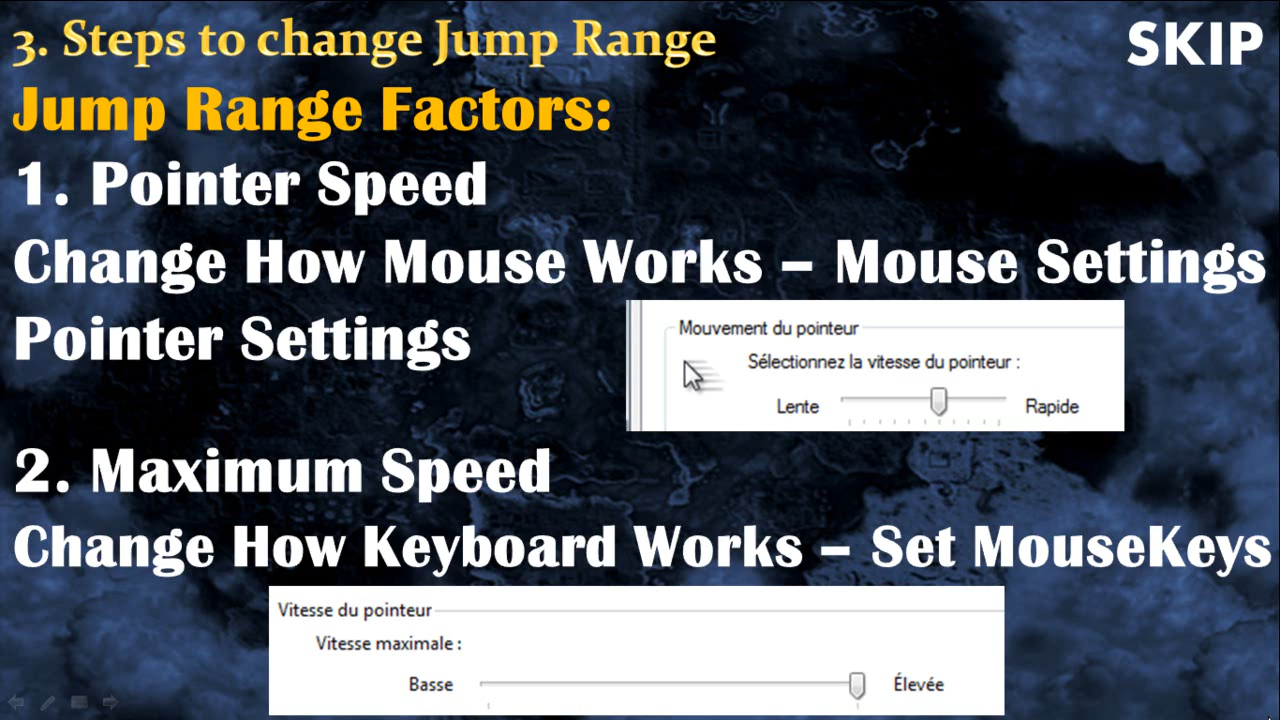 3. Steps to change Jump Range
SKIP
Jump Range Factors:
1. Pointer Speed
Change How Mouse Works – Mouse Settings
Pointer Settings
Mouvement du pointeur
Sélectionnez la vitesse du pointeur :
Lente Rapide
2. Maximum Speed
Change How Keyboard Works – Set MouseKeys
Vitesse du pointeur
Vitesse maximale :
Basse Élevée